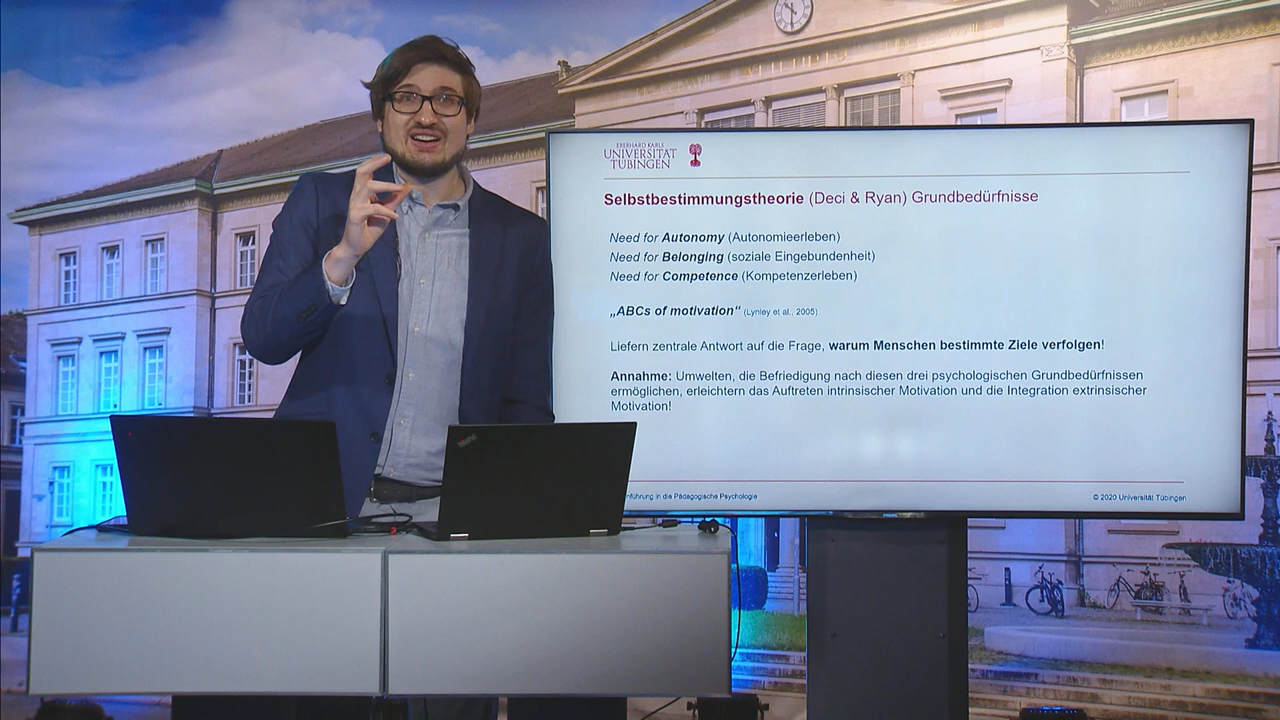 EBERHARD KARLS
UNIVERSITÄT
TÜBINGEN
Selbstbestimmungstheorie (Deci & Ryan) Grundbedürfnisse
Need for Autonomy (Autonomieerleben)
Need for Belonging (soziale Eingebundenheit)
Need for Competence (Kompetenzerleben)
„ABCs of motivation“ (Lynley et al., 2005)
Liefern zentrale Antwort auf die Frage, warum Menschen bestimmte Ziele verfolgen!
Annahme: Umwelten, die Befriedigung nach diesen drei psychologischen Grundbedürfnissen
ermöglichen, erleichtern das Auftreten intrinsischer Motivation und die Integration extrinsischer
Motivation!
nführung in die Pädagogische Psychologie
© 2020 Universität Tübingen